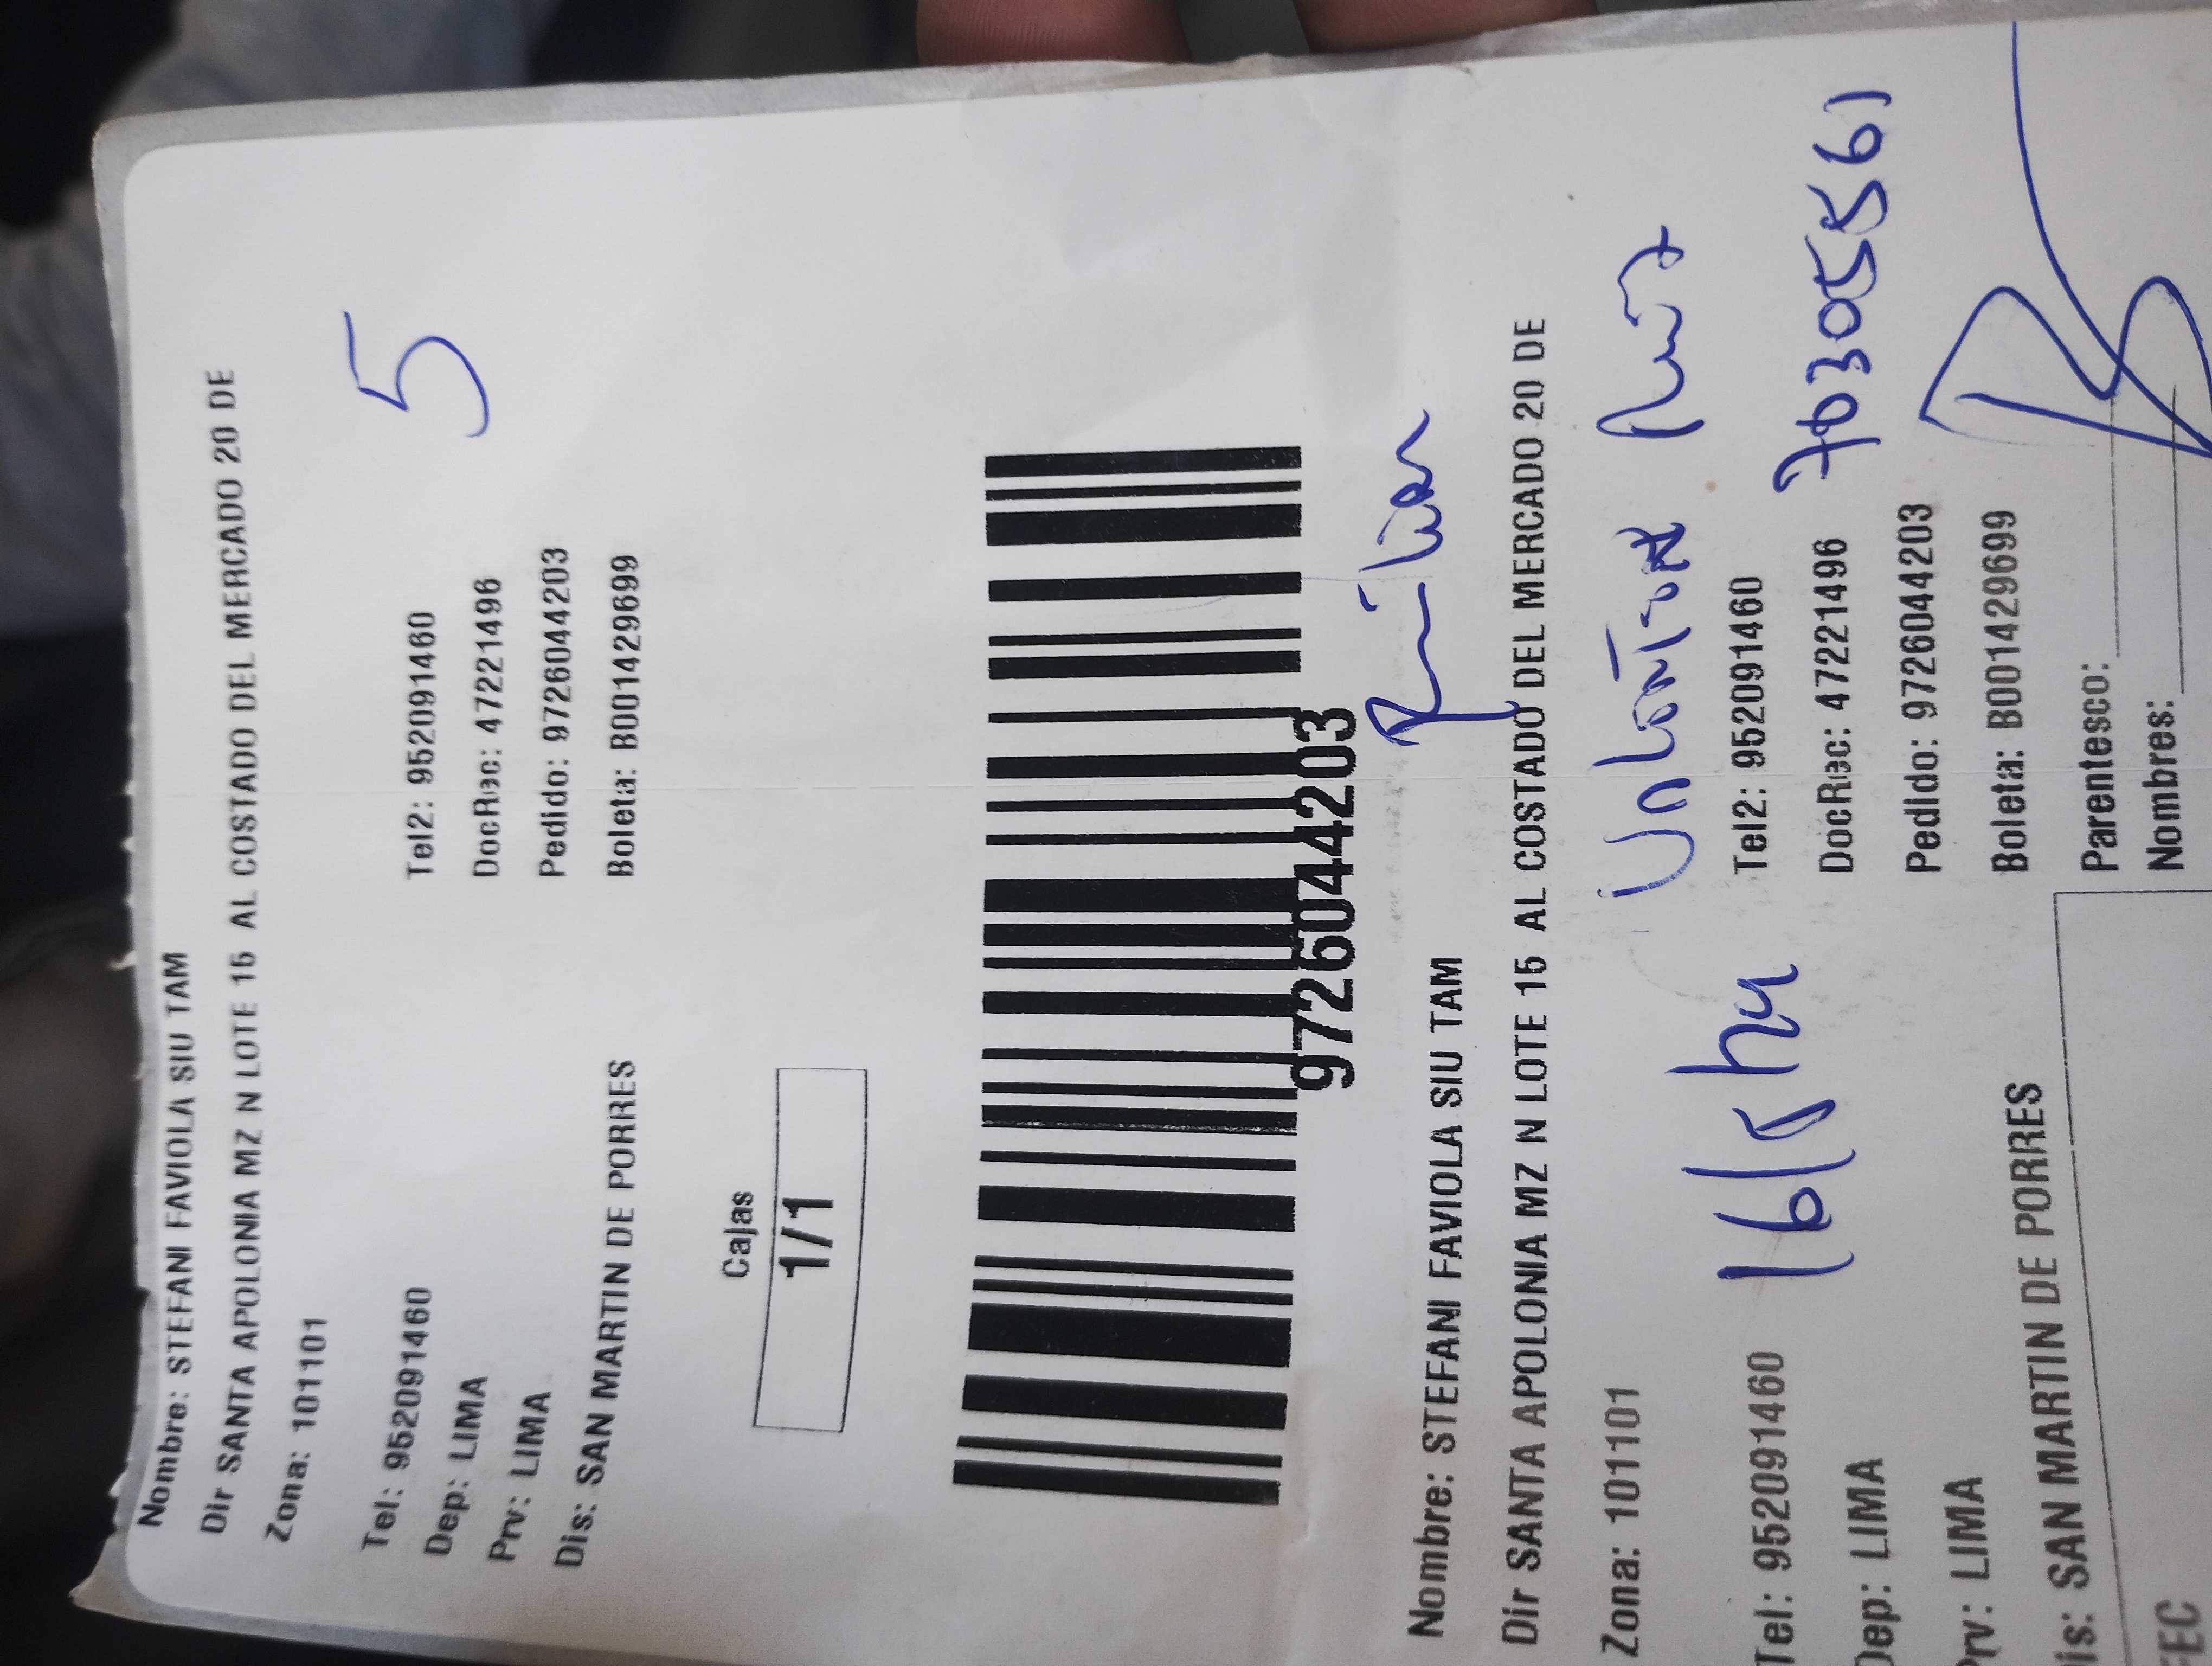 Nombre: STEFANI FAVIOLA SIU TAM
Dir SANTA APOLONIA MZ N LOTE 15 AL COSTADO DEL MERCADO 20 DE
Zona: 101101
5
Tel: 952091460 Tel2: 952091460
Dep: LIMA DocRec: 47221496
Prv: LIMA Pedido: 9726044203
Dis: SAN MARTIN DE PORRES Boleta: B001429699
Cajas
1/1
9726044203
Nombre: STEFANI FAVIOLA SIU TAM
Dir SANTA APOLONIA MZ N LOTE 15 AL COSTADO DEL MERCADO 20 DE
Zona: 101101
Tel: 952091460 Tel2: 952091460
70305561
Dep: LIMA DocRec: 47221496
Prv: LIMA Pedido: 9726044203
Dis: SAN MARTIN DE PORRES Boleta: B001429699
Parentesco:
Nombres: